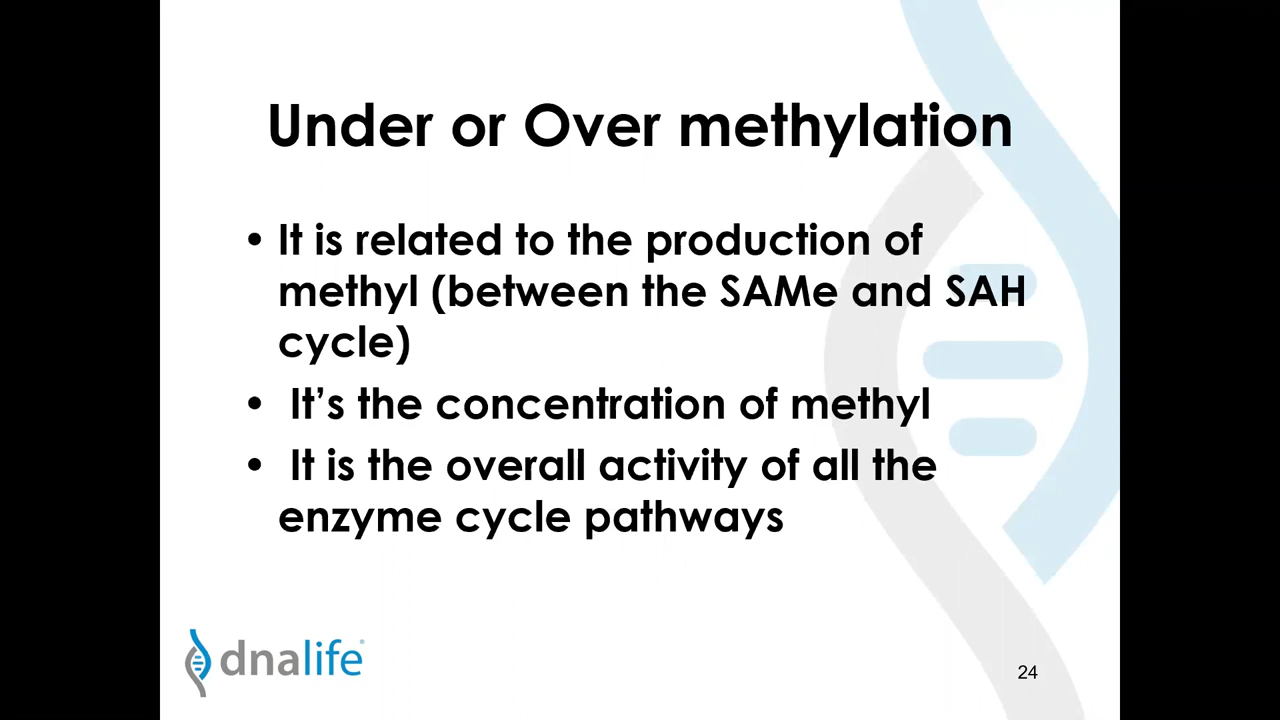 Under or Over methylation
• It is related to the production of
methyl (between the SAMe and SAH
cycle)
• It’s the concentration of methyl
• It is the overall activity of all the
enzyme cycle pathways
dnalife
24